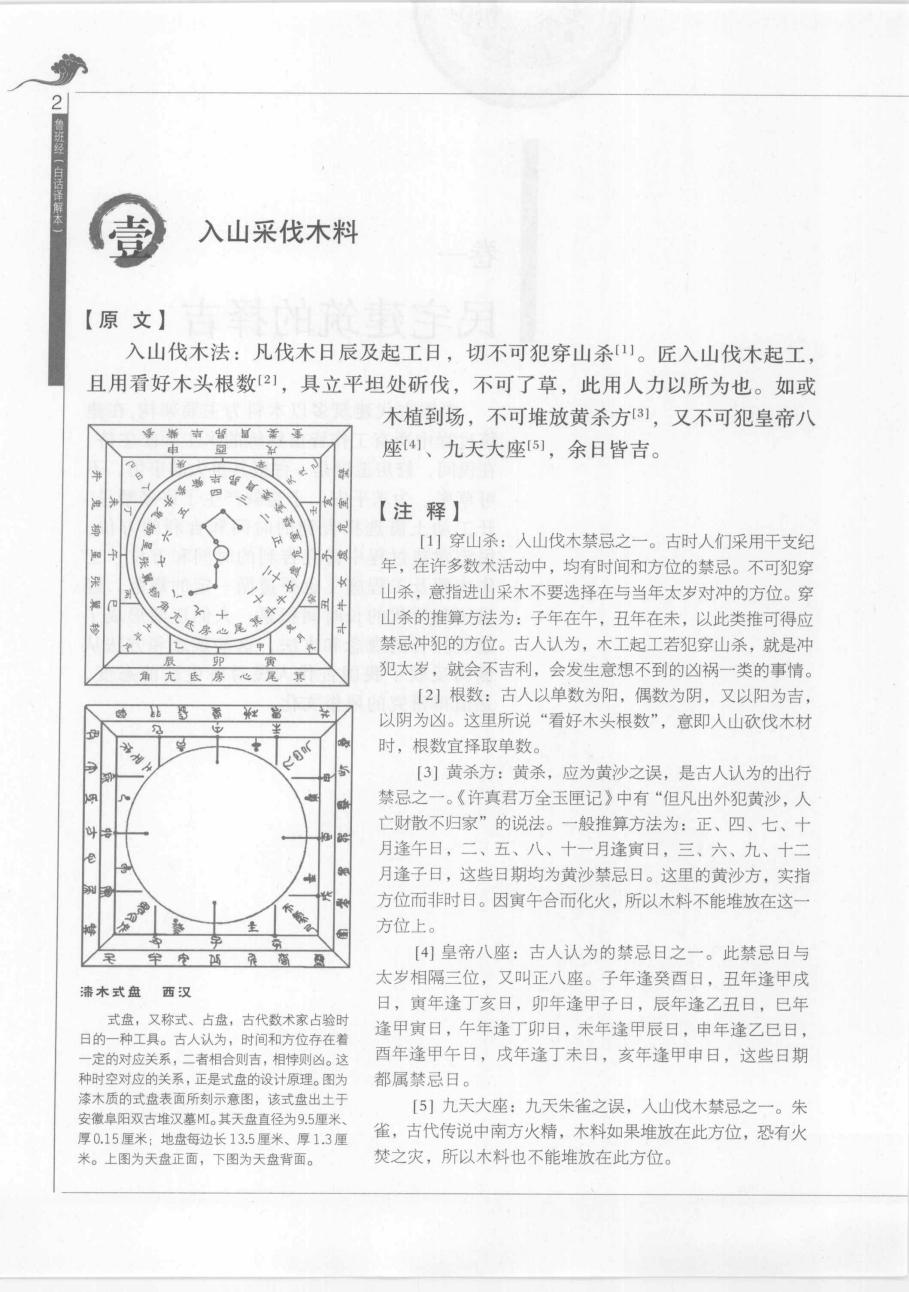 2
鲁班经(白话译解本)
壹
入山采伐木料
【原 文】
入山伐木法：凡伐木日辰及起工日，切不可犯穿山杀[1]。匠入山伐木起工，
且用看好木头根数[2]，具立平坦处斫伐，不可了草，此用人力以所为也。如或
木植到场，不可堆放黄杀方[3]，又不可犯皇帝八
座[4]、九天大座[5]，余日皆吉。
【注 释】
[1] 穿山杀：入山伐木禁忌之一。古时人们采用干支纪
年，在许多数术活动中，均有时间和方位的禁忌。不可犯穿
山杀，意指进山采木不要选择在与当年太岁对冲的方位。穿
山杀的推算方法为：子年在午，丑年在未，以此类推可得应
禁忌冲犯的方位。古人认为，木工起工若犯穿山杀，就是冲
犯太岁，就会不吉利，会发生意想不到的凶祸一类的事情。
[2] 根数：古人以单数为阳，偶数为阴，又以阳为吉，
以阴为凶。这里所说“看好木头根数”，意即入山砍伐木材
时，根数宜择取单数。
[3] 黄杀方：黄杀，应为黄沙之误，是古人认为的出行
禁忌之一。《许真君万全玉匣记》中有“但凡出外犯黄沙，人
亡财散不归家”的说法。一般推算方法为：正、四、七、十
月逢午日，二、五、八、十一月逢寅日，三、六、九、十二
月逢子日，这些日期均为黄沙禁忌日。这里的黄沙方，实指
方位而非时日。因寅午合而化火，所以木料不能堆放在这一
方位上。
[4] 皇帝八座：古人认为的禁忌日之一。此禁忌日与
太岁相隔三位，又叫正八座。子年逢癸酉日，丑年逢甲戌
日，寅年逢丁亥日，卯年逢甲子日，辰年逢乙丑日，巳年
逢甲寅日，午年逢丁卯日，未年逢甲辰日，申年逢乙巳日，
酉年逢甲午日，戌年逢丁未日，亥年逢甲申日，这些日期
都属禁忌日。
[5] 九天大座：九天朱雀之误，入山伐木禁忌之一。朱
雀，古代传说中南方火精，木料如果堆放在此方位，恐有火
焚之灾，所以木料也不能堆放在此方位。
漆木式盘 西汉
式盘，又称式、占盘，古代数术家占验时
日的一种工具。古人认为，时间和方位存在着
一定的对应关系，二者相合则吉，相悖则凶。这
种时空对应的关系，正是式盘的设计原理。图为
漆木质的式盘表面所刻示意图，该式盘出土于
安徽阜阳双古堆汉墓MI。其天盘直径为9.5厘米、
厚0.15厘米；地盘每边长13.5厘米、厚1.3厘
米。上图为天盘正面，下图为天盘背面。
辰 卯 寅
角 亢 氐 房 心 尾 箕